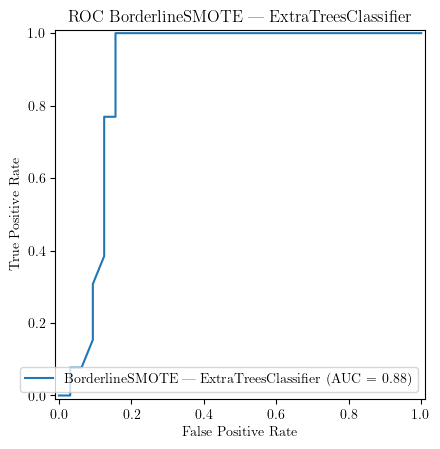 ROC BorderlineSMOTE — ExtraTreesClassifier
1.0
0.8
0.6
0.4
0.2
0.0
True Positive Rate
BorderlineSMOTE — ExtraTreesClassifier (AUC = 0.88)
0.0 0.2 0.4 0.6 0.8 1.0
False Positive Rate